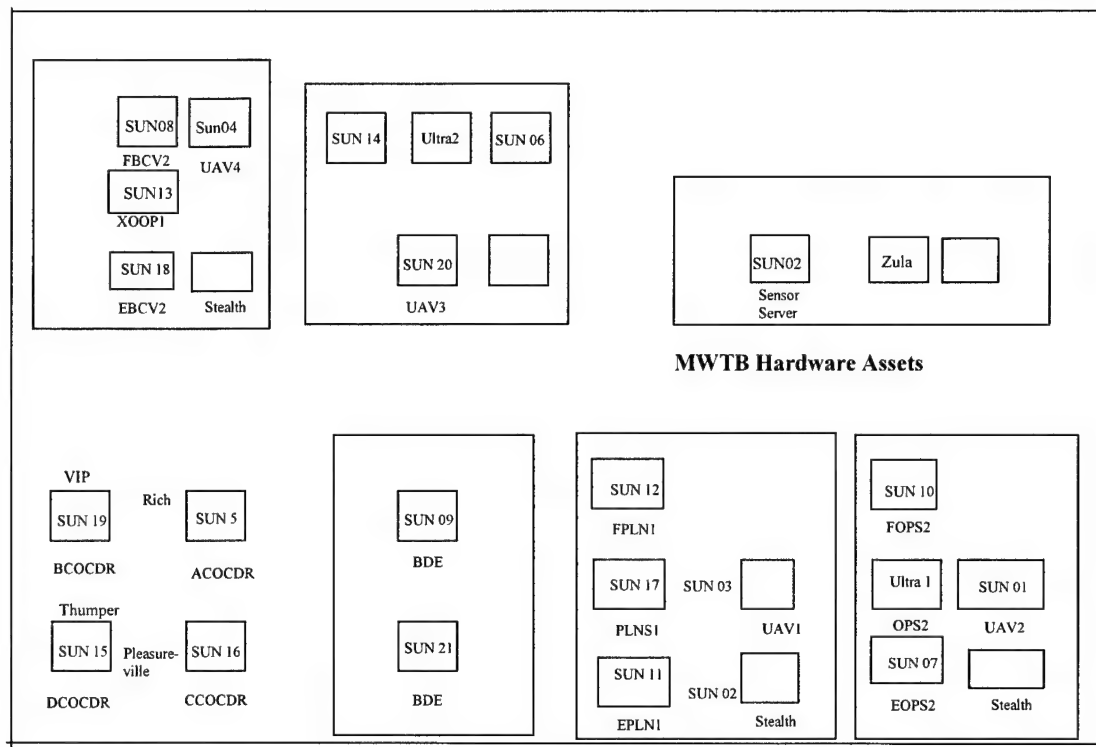 SUN08
Sun04
FBCV2
UAV4
SUN13
XOOP1
SUN 18
EBCV2
Stealth
SUN 14
Ultra2
SUN 06
SUN 20
UAV3
SUN02
Zula
Sensor
Server
MWTB Hardware Assets
VIP
Rich
SUN 19
SUN 5
BCOCDR
ACOCDR
Thumper
SUN 15
Pleasure-
ville
SUN 16
DCOCDR
CCOCDR
SUN 09
BDE
SUN 21
BDE
SUN 12
FPLN1
SUN 17
SUN 03
PLNS1
UAV1
SUN 11
SUN 02
EPLN1
Stealth
SUN 10
FOPS2
Ultra 1
SUN 01
OPS2
UAV2
SUN 07
EOPS2
Stealth